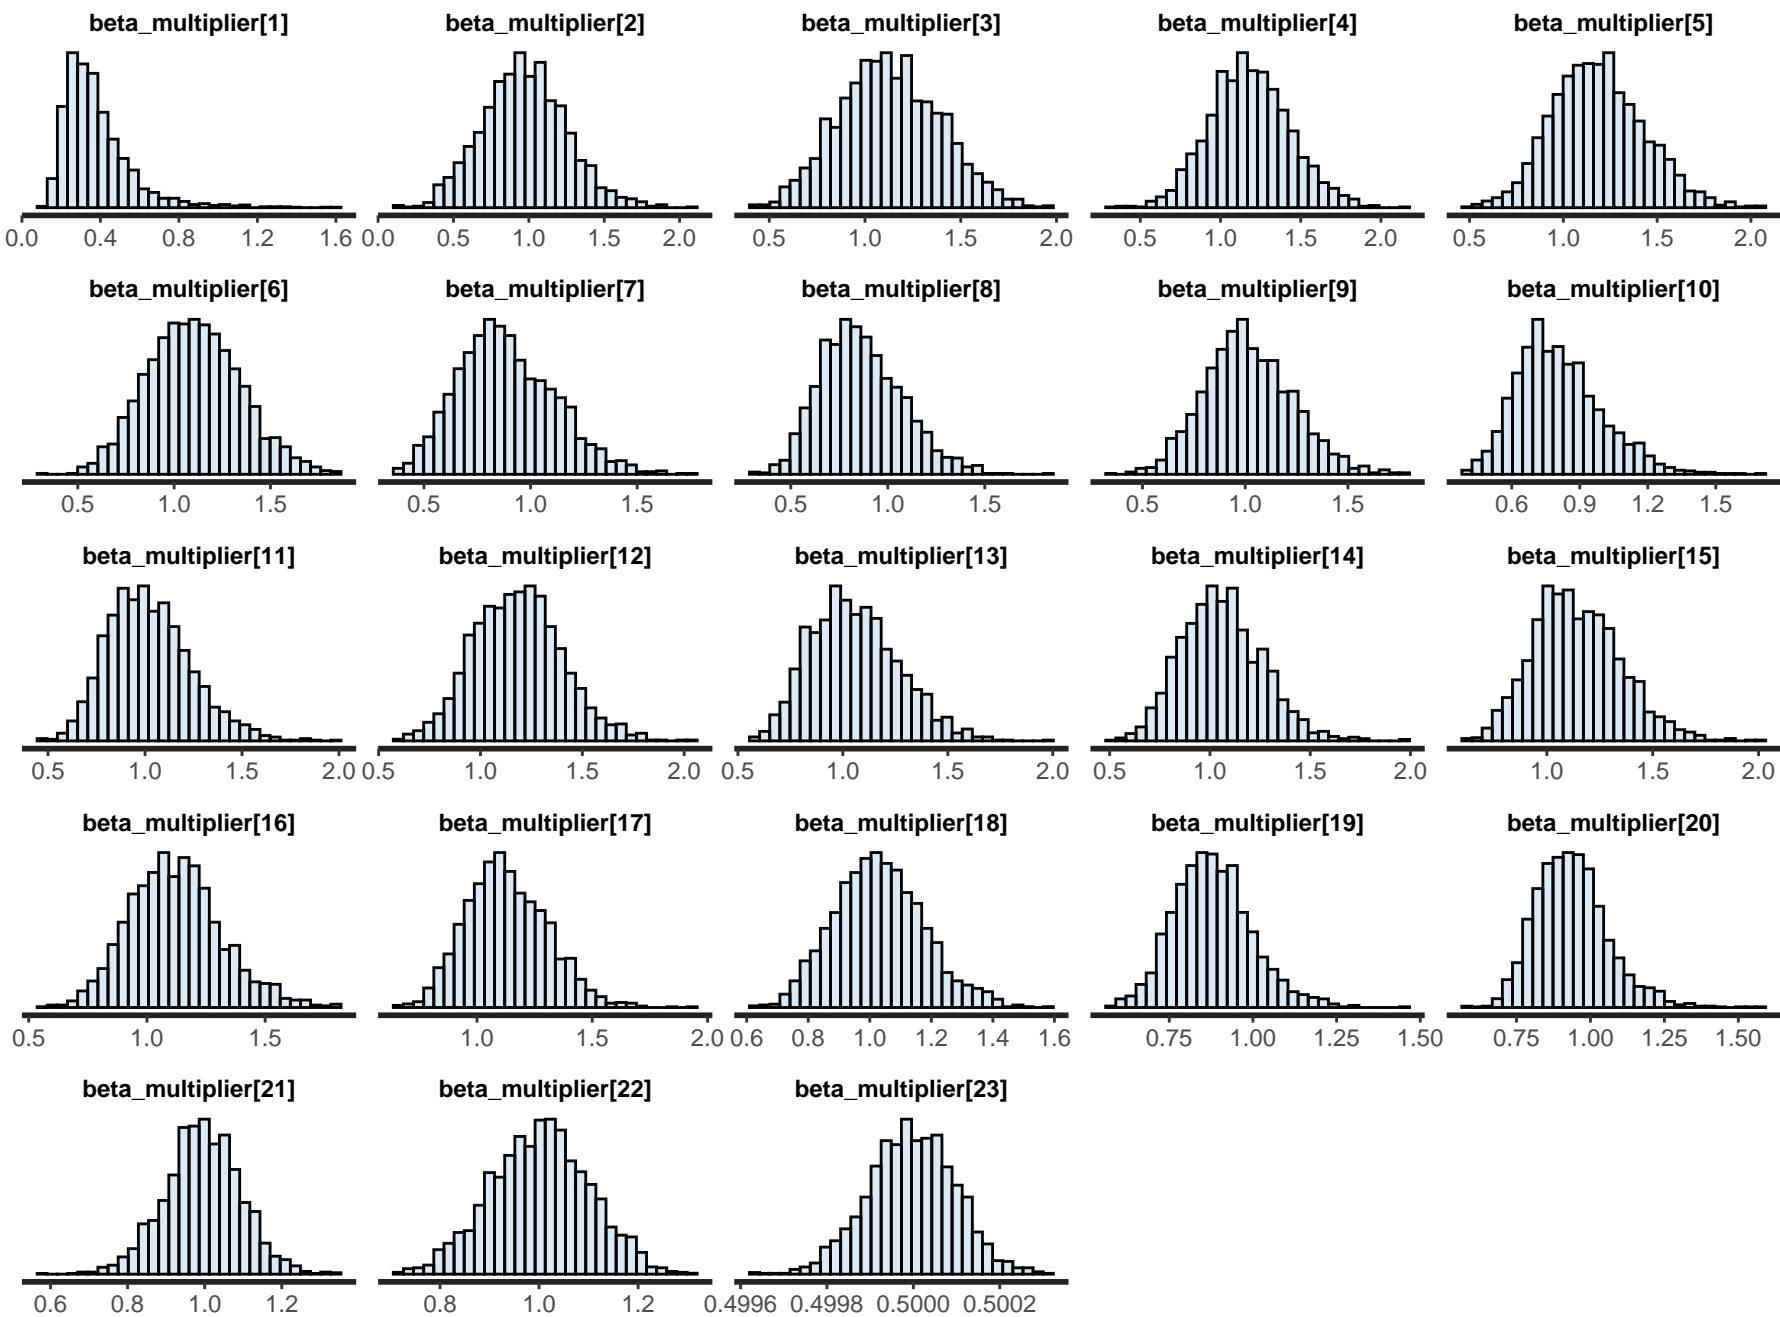 beta_multiplier[1] beta_multiplier[2] beta_multiplier[3] beta_multiplier[4] beta_multiplier[5]
0.0 0.4 0.8 1.2 1.6 0.0 0.5 1.0 1.5 2.0 0.5 1.0 1.5 2.0 0.5 1.0 1.5 2.0 0.5 1.0 1.5 2.0
beta_multiplier[6] beta_multiplier[7] beta_multiplier[8] beta_multiplier[9] beta_multiplier[10]
0.5 1.0 1.5 0.5 1.0 1.5 0.5 1.0 1.5 0.5 1.0 1.5 0.6 0.9 1.2 1.5
beta_multiplier[11] beta_multiplier[12] beta_multiplier[13] beta_multiplier[14] beta_multiplier[15]
0.5 1.0 1.5 2.0 0.5 1.0 1.5 2.0 0.5 1.0 1.5 2.0 0.5 1.0 1.5 2.0 1.0 1.5 2.0
beta_multiplier[16] beta_multiplier[17] beta_multiplier[18] beta_multiplier[19] beta_multiplier[20]
0.5 1.0 1.5 1.0 1.5 2.0 0.6 0.8 1.0 1.2 1.4 1.6 0.75 1.00 1.25 1.50 0.75 1.00 1.25 1.50
beta_multiplier[21] beta_multiplier[22] beta_multiplier[23]
0.6 0.8 1.0 1.2 0.8 1.0 1.2 0.4996 0.4998 0.5000 0.5002